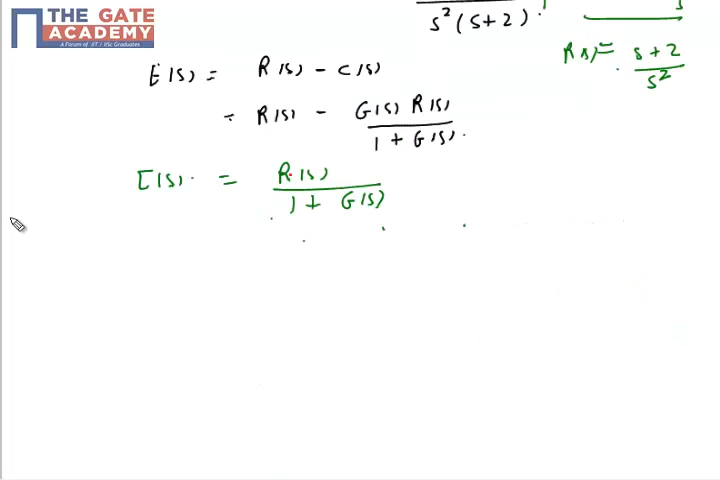 THE GATE
ACADEMY
A Forum of IIT / IISc Graduates
s²(s+2).
R(s)= s+2
s²
E(s) = R(s) - C(s)
= R(s) - G(s) R(s)
1 + G(s).
E(s) = R(s)
1 + G(s)